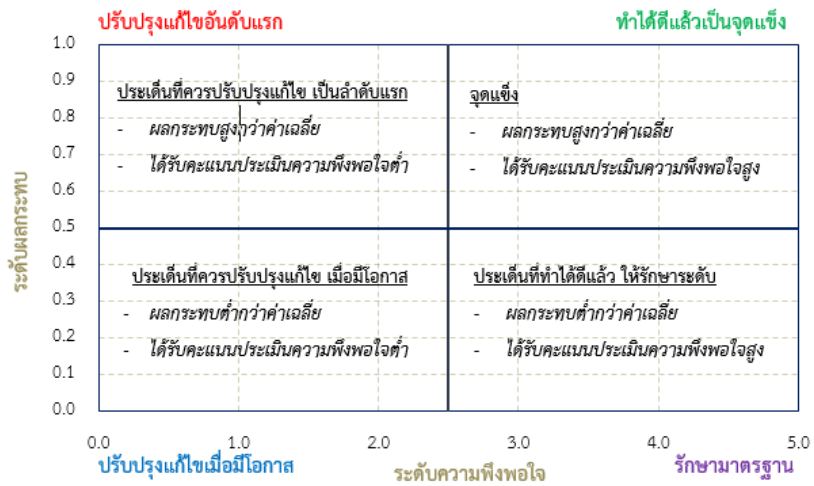 ปรับปรุงแก้ไขอันดับแรก
ทำได้ดีแล้วเป็นจุดแข็ง
1.0
0.9
0.8
0.7
0.6
0.5
0.4
0.3
0.2
0.1
0.0
ระดับผลกระทบ
ประเด็นที่ควรปรับปรุงแก้ไข เป็นลำดับแรก
- ผลกระทบสูงกว่าค่าเฉลี่ย
- ได้รับคะแนนประเมินความพึงพอใจต่ำ
จุดแข็ง
- ผลกระทบสูงกว่าค่าเฉลี่ย
- ได้รับคะแนนประเมินความพึงพอใจสูง
ประเด็นที่ควรปรับปรุงแก้ไข เมื่อมีโอกาส
- ผลกระทบต่ำกว่าค่าเฉลี่ย
- ได้รับคะแนนประเมินความพึงพอใจต่ำ
ประเด็นที่ทำได้ดีแล้ว ให้รักษาระดับ
- ผลกระทบต่ำกว่าค่าเฉลี่ย
- ได้รับคะแนนประเมินความพึงพอใจสูง
0.0 1.0 2.0 3.0 4.0 5.0
ปรับปรุงแก้ไขเมื่อมีโอกาส
ระดับความพึงพอใจ
รักษามาตรฐาน